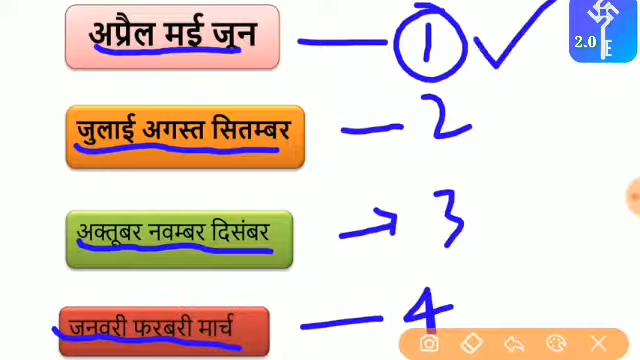 अप्रैल मई जून 1
2.0 E
जुलाई अगस्त सितम्बर 2
अक्तूबर नवम्बर दिसंबर 3
जनवरी फरबरी मार्च 4